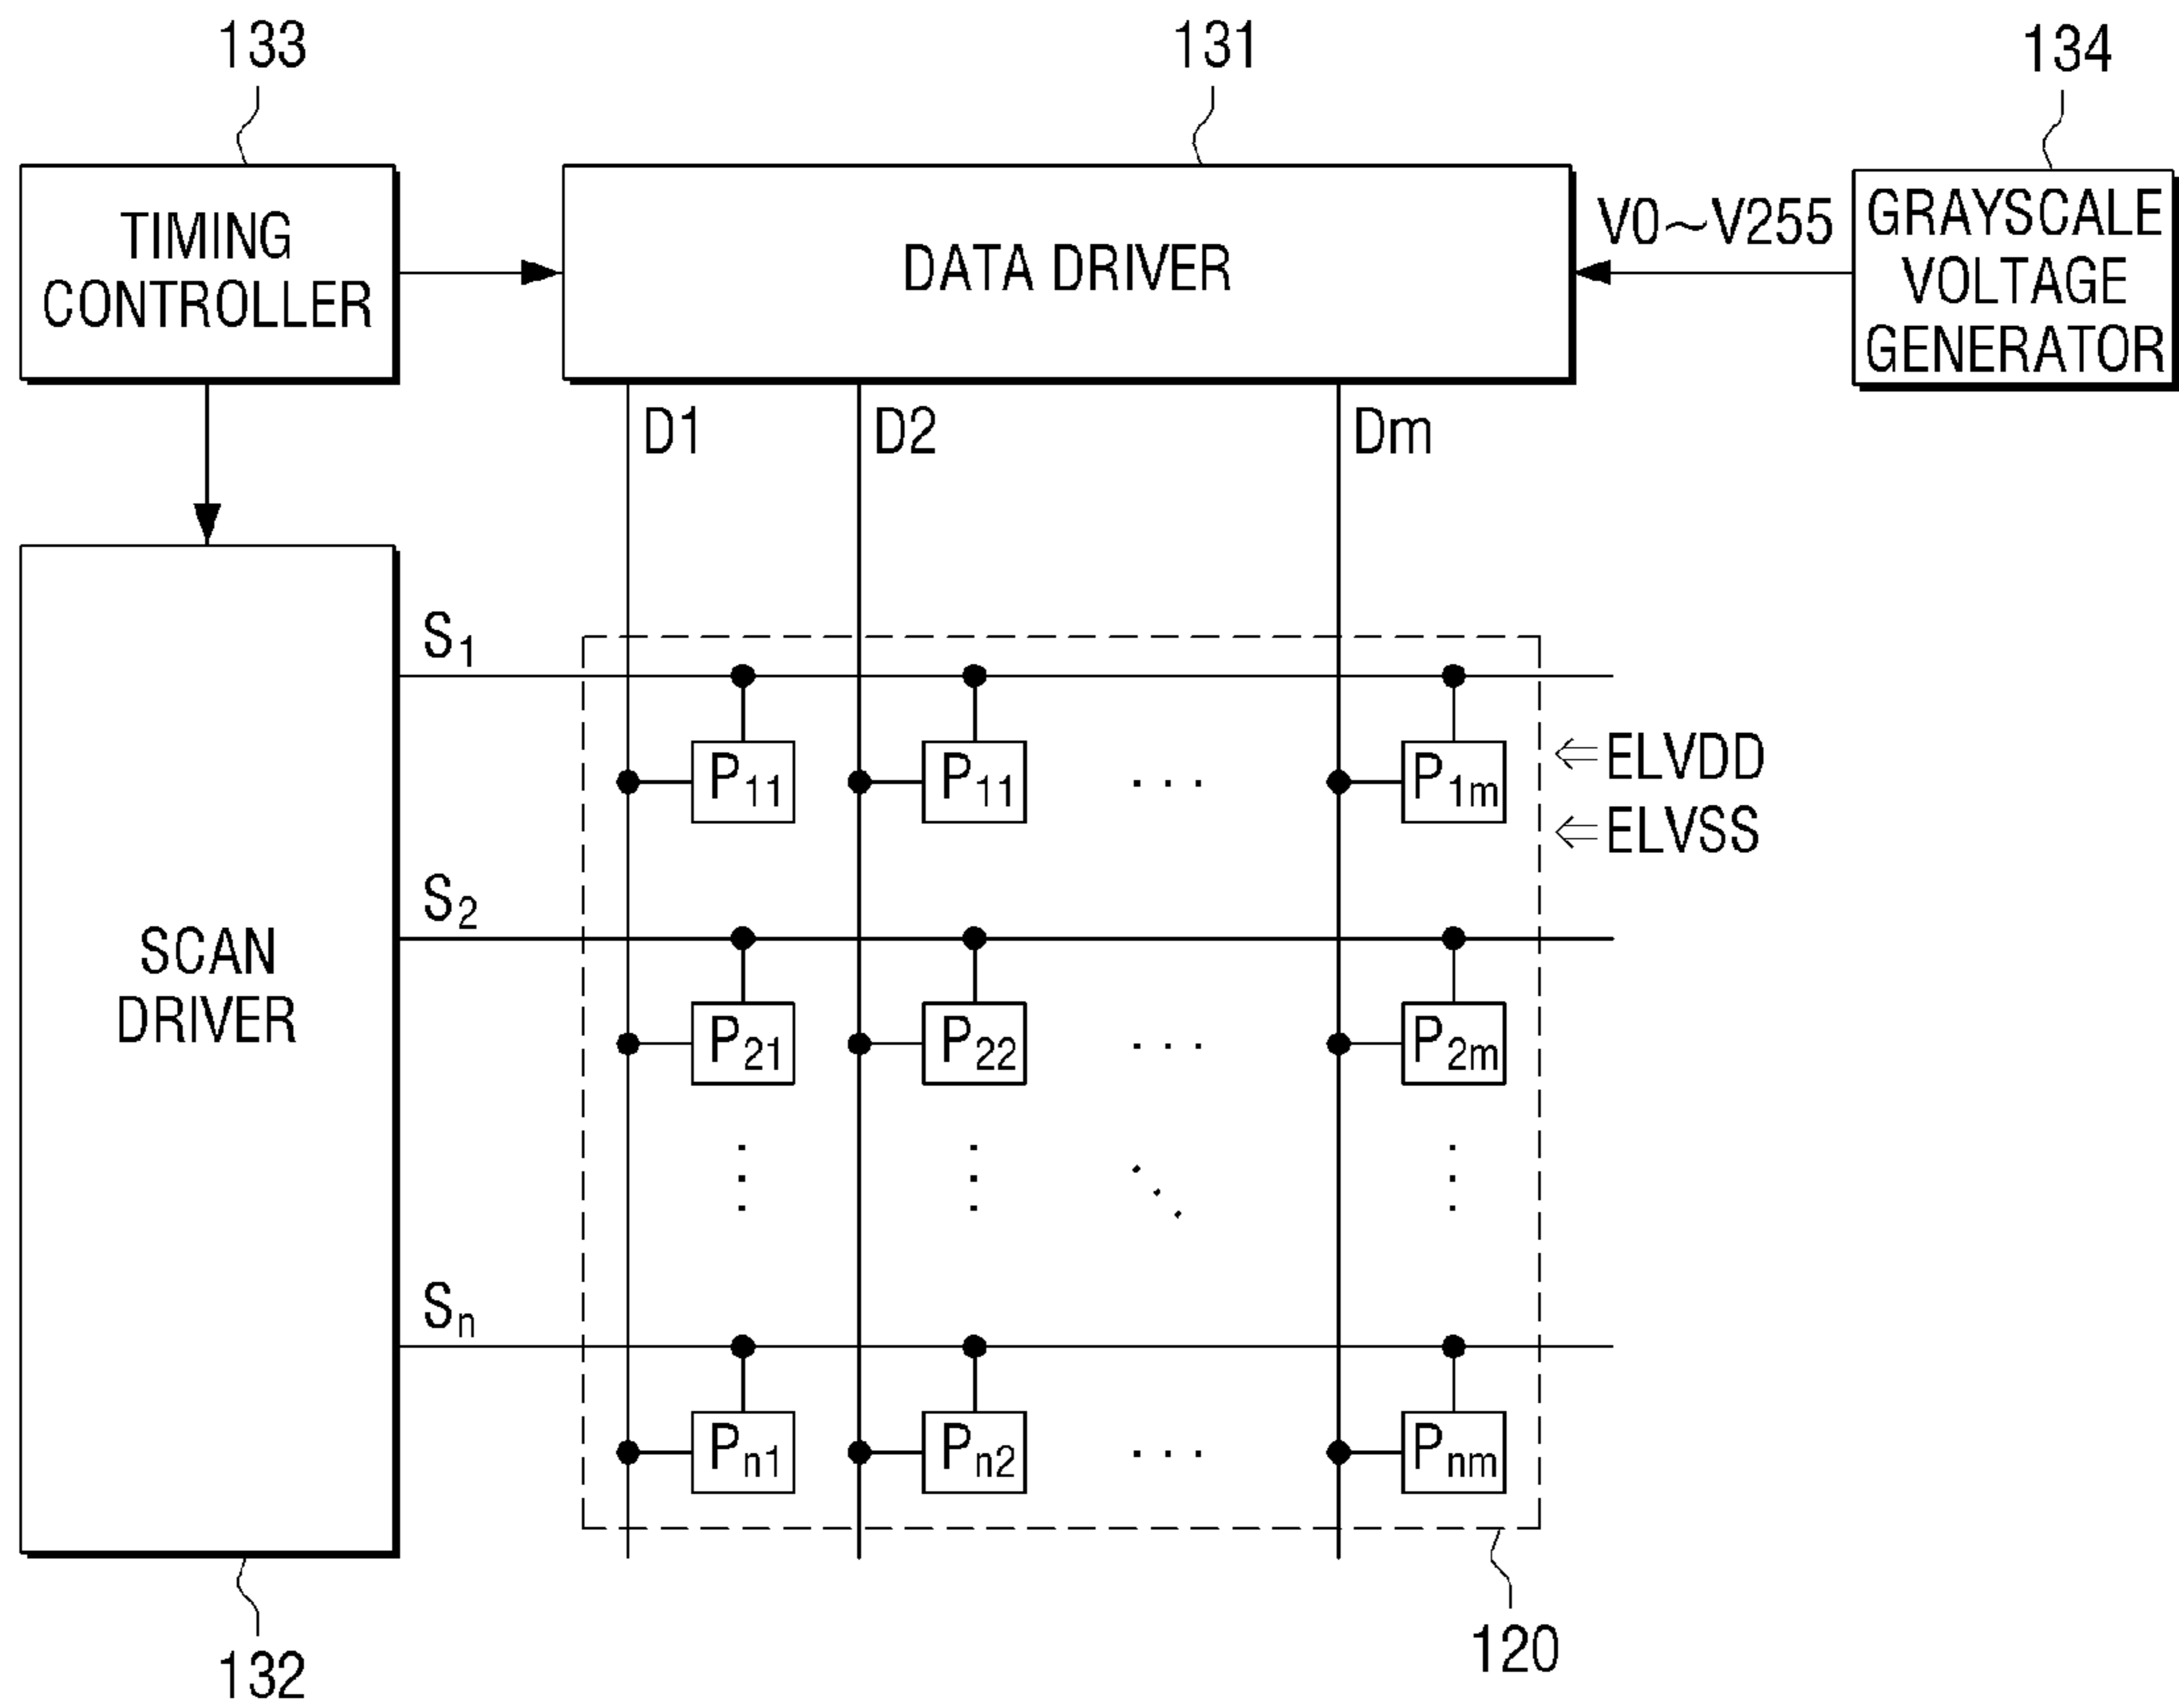 133
131
134
TIMING
CONTROLLER
DATA DRIVER
V0~V255
GRAYSCALE
VOLTAGE
GENERATOR
D1
D2
Dm
S1
P11
P11
. . .
P1m
⇐ELVDD
⇐ELVSS
S2
SCAN
DRIVER
P21
P22
. . .
P2m
Sn
Pn1
Pn2
. . .
Pnm
120
132